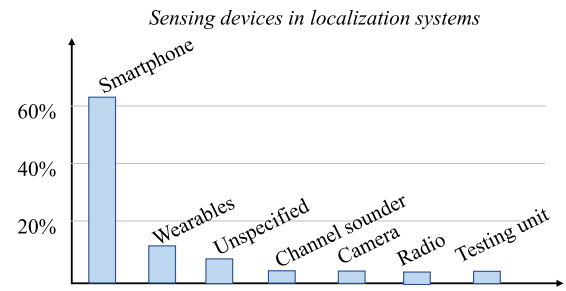 Sensing devices in localization systems
Smartphone
60%
40%
20%
Wearables
Unspecified
Channel sounder
Camera
Radio
Testing unit